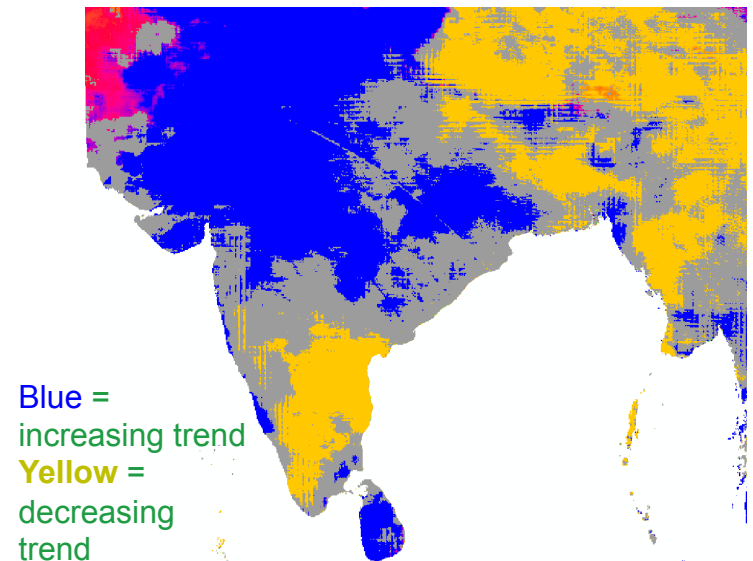 Blue =
increasing trend
Yellow =
decreasing
trend